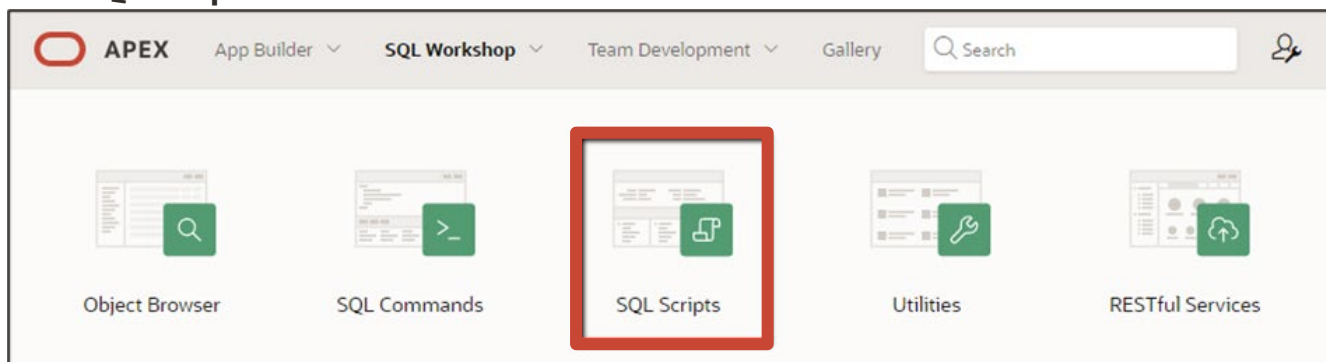 APEX App Builder SQL Workshop Team Development Gallery Search
Object Browser SQL Commands SQL Scripts Utilities RESTful Services